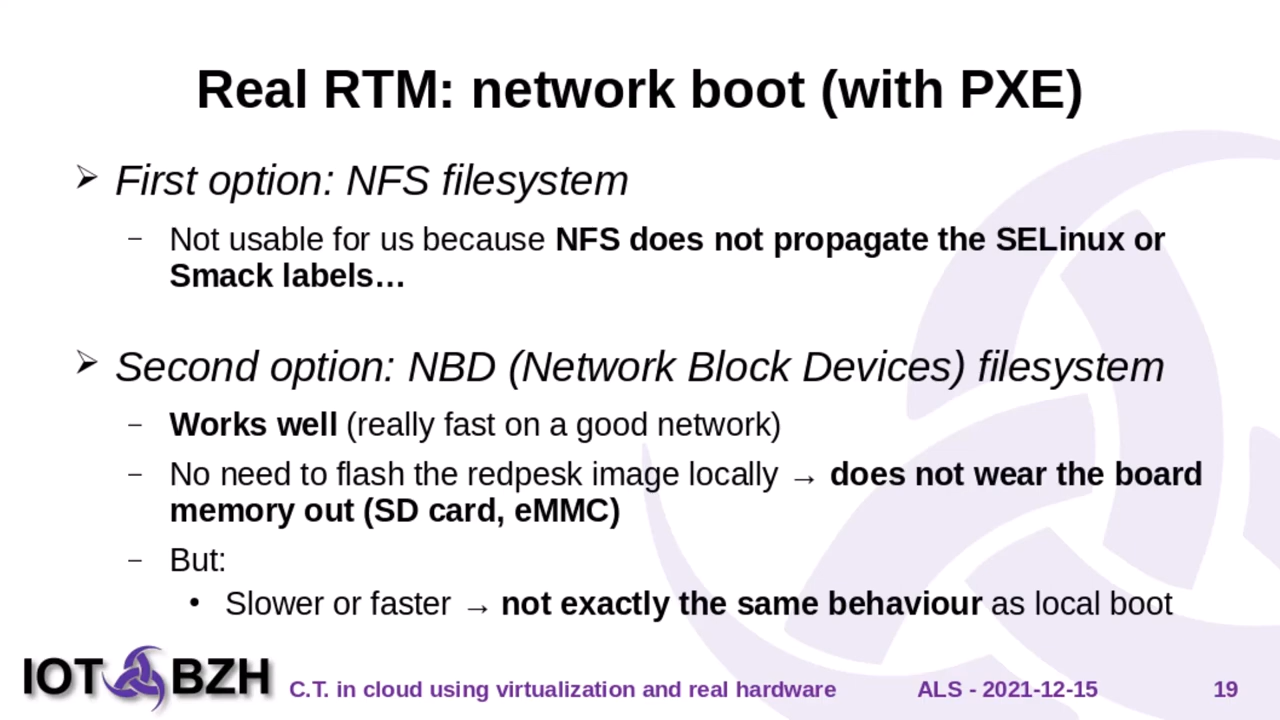 Real RTM: network boot (with PXE)
➢ First option: NFS filesystem
– Not usable for us because NFS does not propagate the SELinux or
Smack labels…
➢ Second option: NBD (Network Block Devices) filesystem
– Works well (really fast on a good network)
– No need to flash the redpesk image locally → does not wear the board
memory out (SD card, eMMC)
– But:
• Slower or faster → not exactly the same behaviour as local boot
IOT BZH C.T. in cloud using virtualization and real hardware ALS - 2021-12-15 19